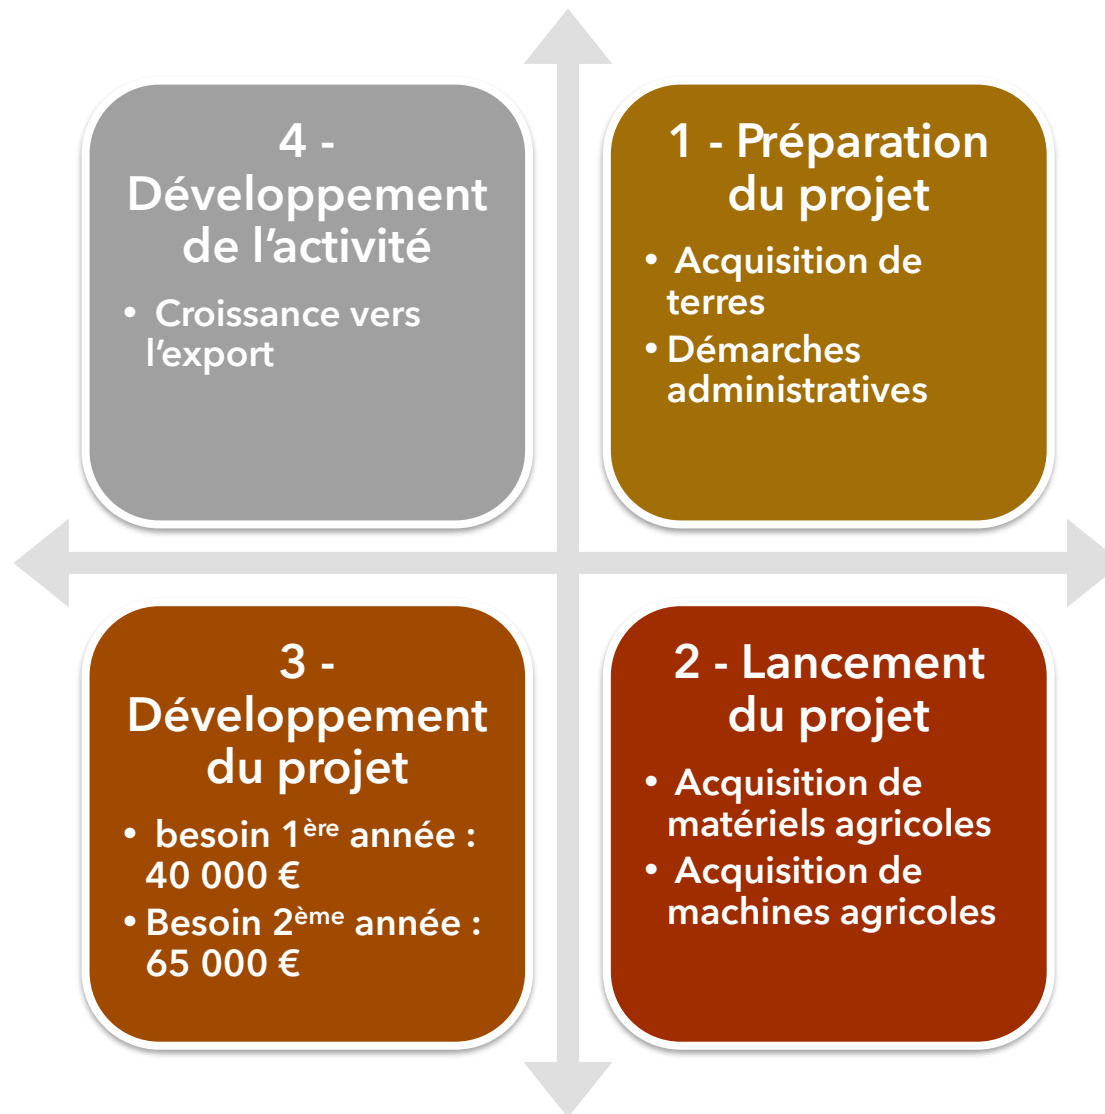 4 -
Développement
de l’activité
• Croissance vers
l’export
1 - Préparation
du projet
• Acquisition de
terres
• Démarches
administratives
3 -
Développement
du projet
• besoin 1ère année :
40 000 €
• Besoin 2ème année :
65 000 €
2 - Lancement
du projet
• Acquisition de
matériels agricoles
• Acquisition de
machines agricoles